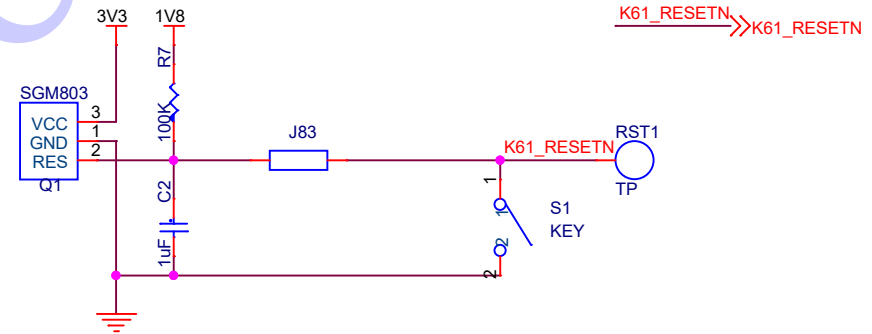 K61_RESETN
K61_RESETN
3V3
1V8
R7
100K
SGM803
VCC
GND
RES
3
1
2
Q1
J83
K61_RESETN
RST1
TP
C2
1uF
1
1
S1
KEY
2
2